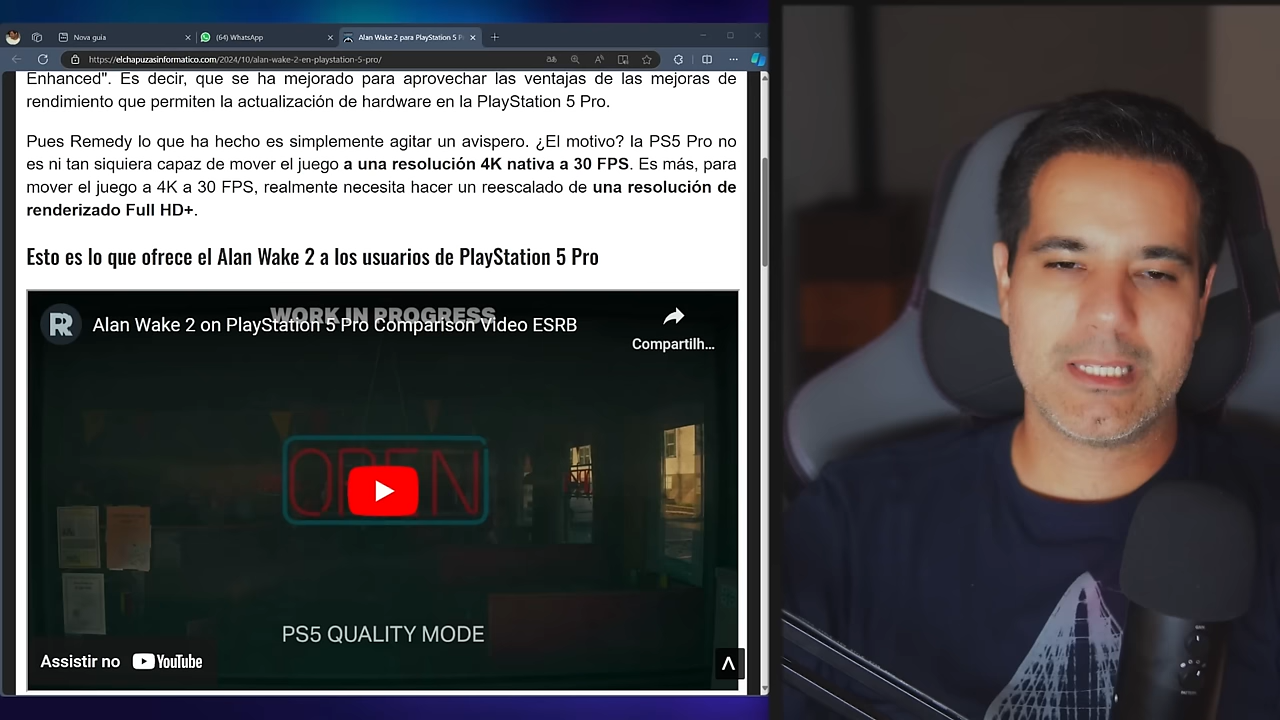 Nova guia
(64) WhatsApp
Alan Wake 2 para PlayStation 5 P
https://elchapuzasinformatico.com/2024/10/alan-wake-2-en-playstation-5-pro/
Enhanced". Es decir, que se ha mejorado para aprovechar las ventajas de las mejoras de
rendimiento que permiten la actualización de hardware en la PlayStation 5 Pro.
Pues Remedy lo que ha hecho es simplemente agitar un avispero. ¿El motivo? la PS5 Pro no
es ni tan siquiera capaz de mover el juego a una resolución 4K nativa a 30 FPS. Es más, para
mover el juego a 4K a 30 FPS, realmente necesita hacer un reescalado de una resolución de
renderizado Full HD+.
Esto es lo que ofrece el Alan Wake 2 a los usuarios de PlayStation 5 Pro
WORK IN PROGRESS
Alan Wake 2 on PlayStation 5 Pro Comparison Video ESRB
Compartilh...
OPEN
PS5 QUALITY MODE
Assistir no YouTube